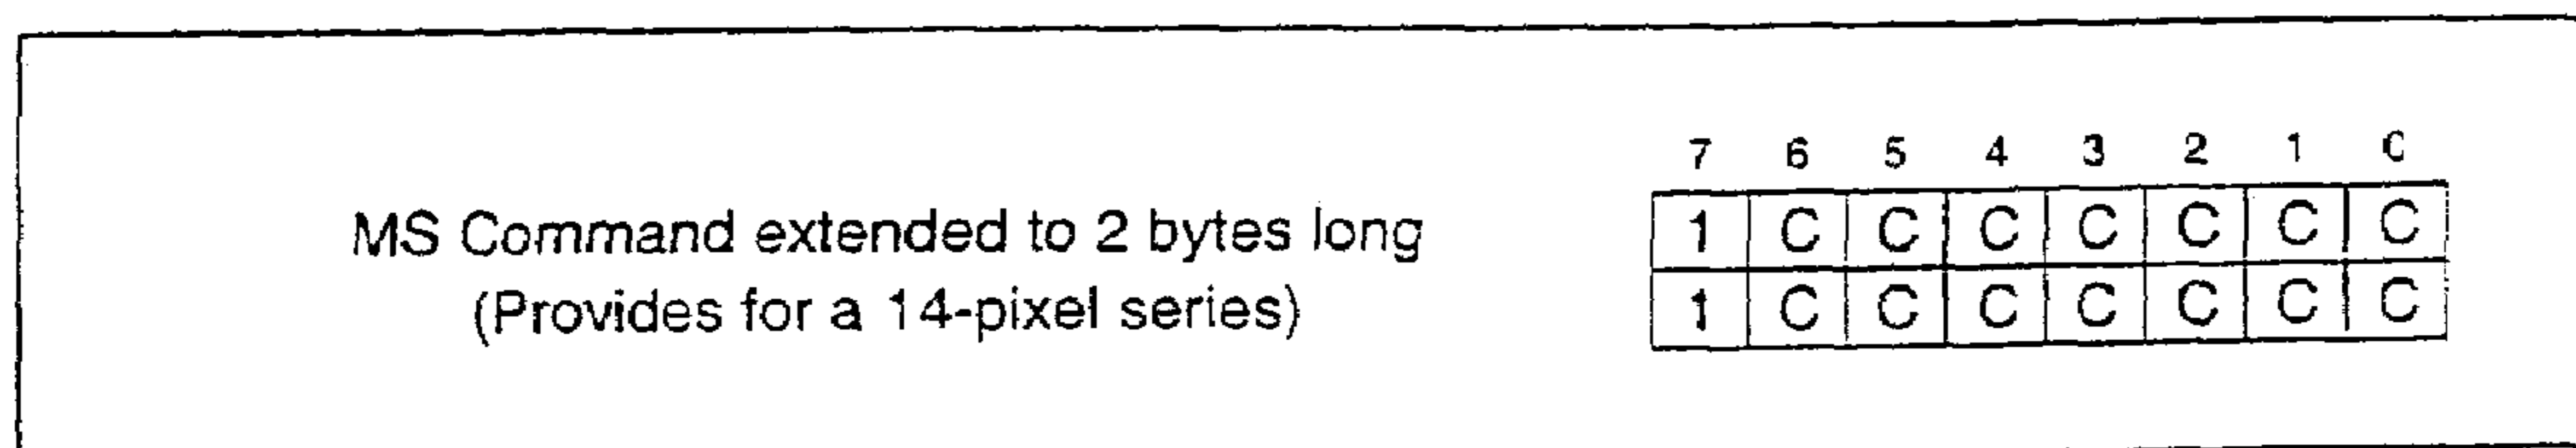 7 6 5 4 3 2 1 0
MS Command extended to 2 bytes long
1 C C C C C C C
(Provides for a 14-pixel series)
1 C C C C C C C